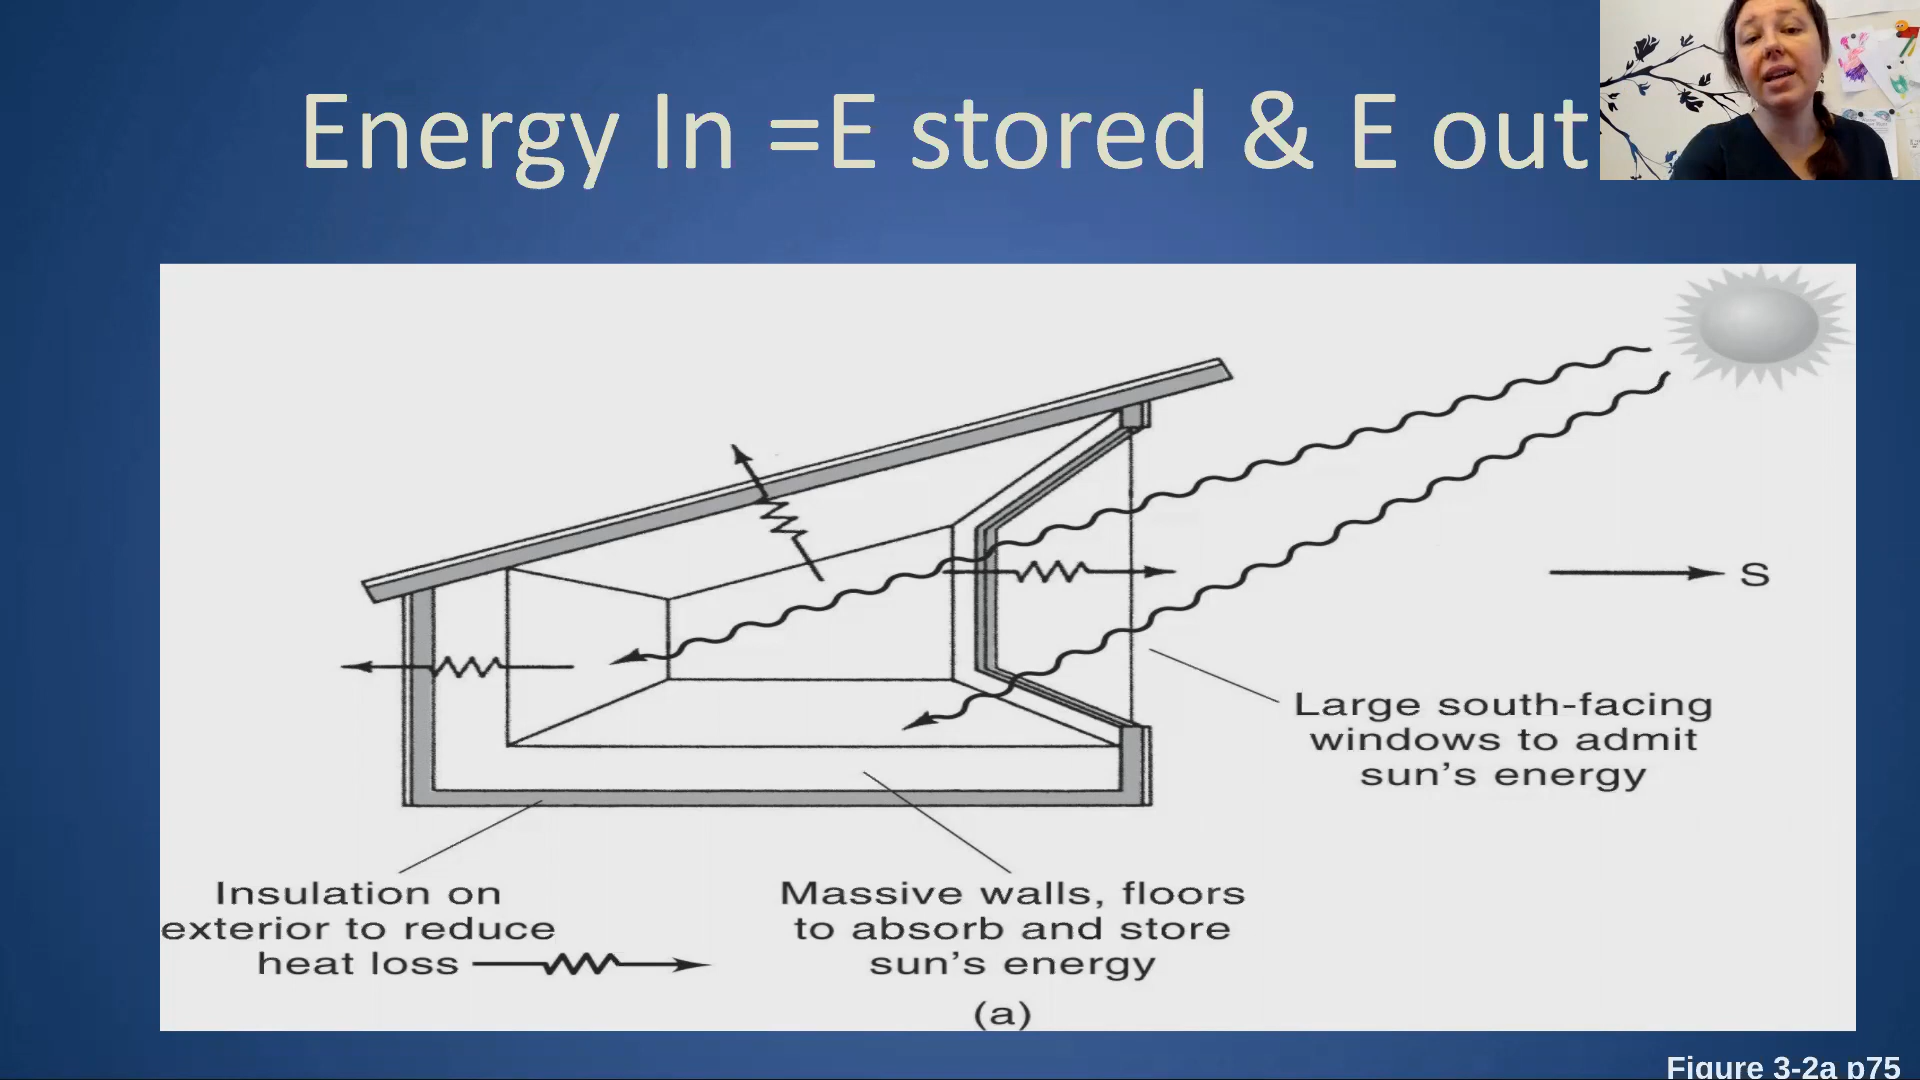 Energy In =E stored & E out
S
Large south-facing
windows to admit
sun's energy
Insulation on
exterior to reduce
heat loss
Massive walls, floors
to absorb and store
sun's energy
(a)
Figure 3-2a p75